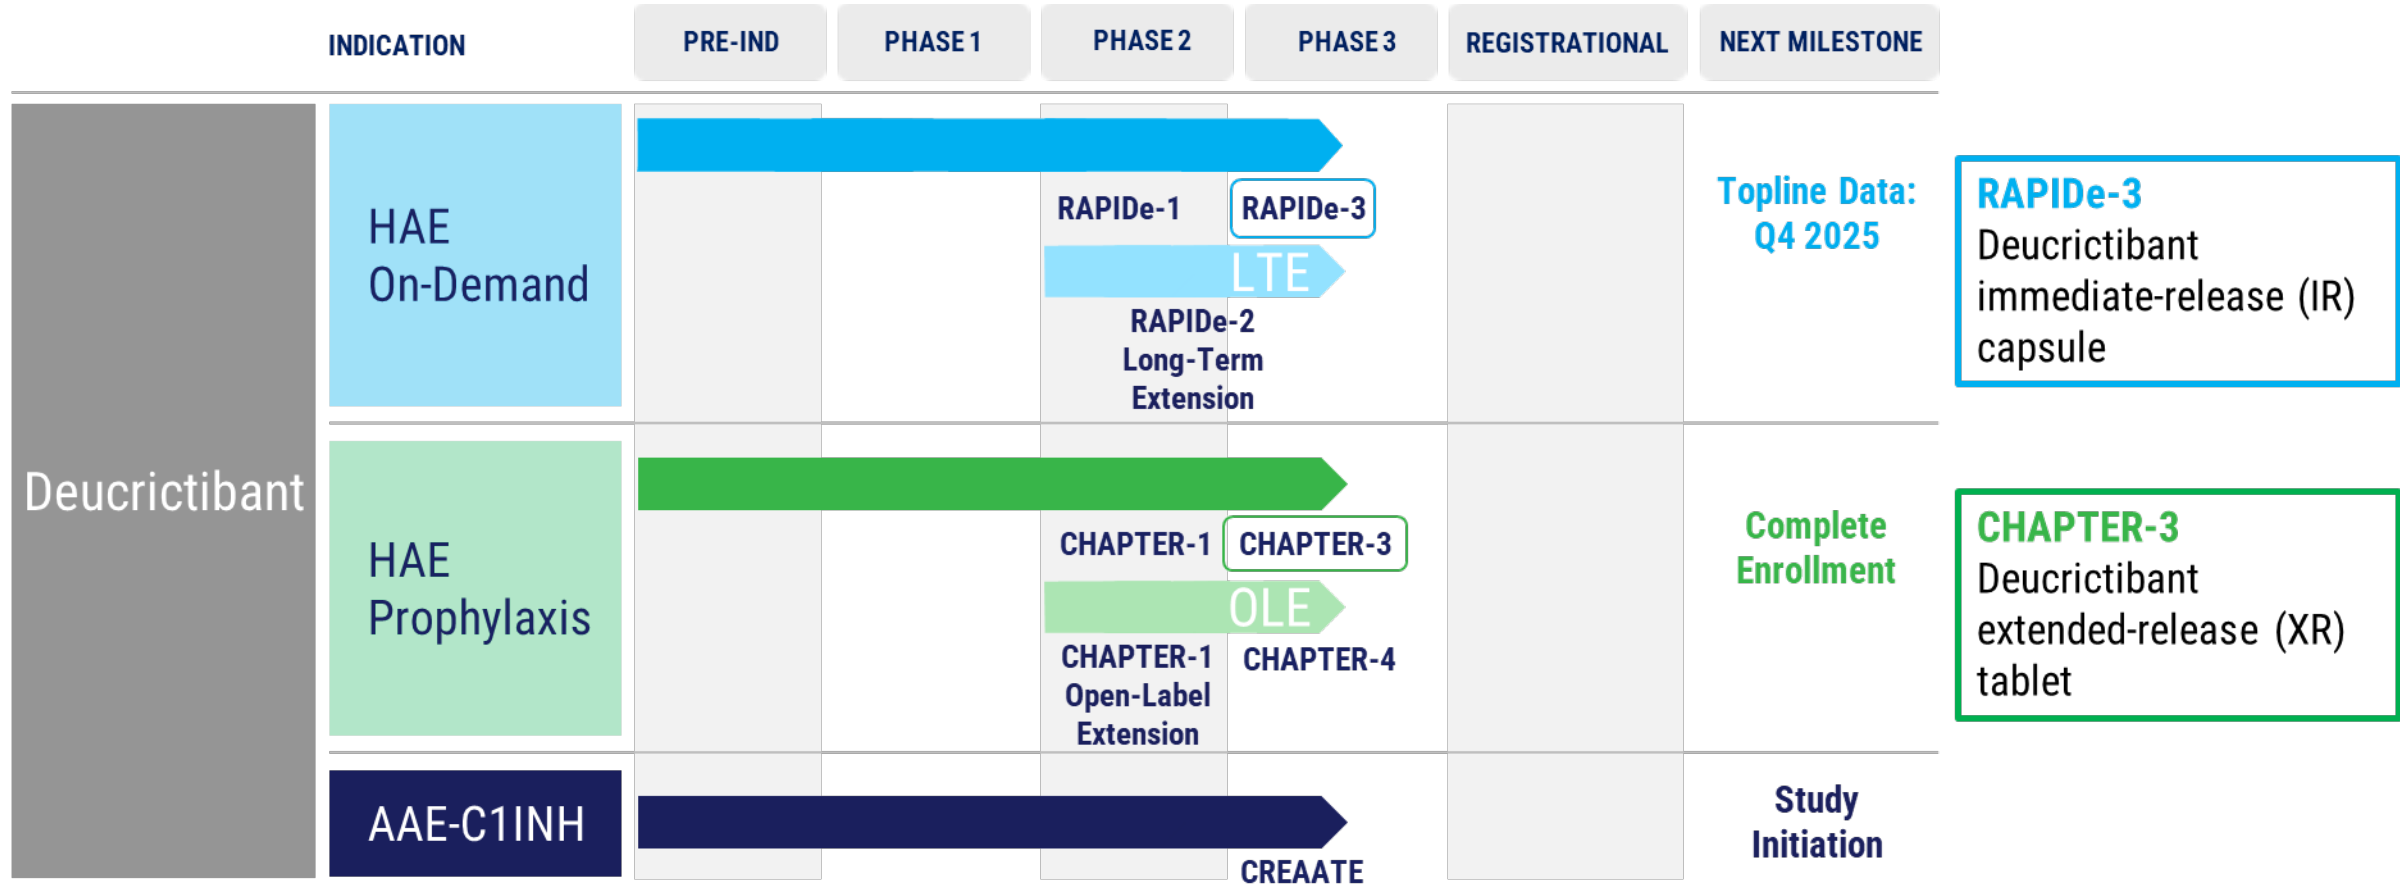 INDICATION
PRE-IND
PHASE 1
PHASE 2
PHASE 3
REGISTRATIONAL
NEXT MILESTONE
Deucrictibant
HAE
On-Demand
RAPIDe-1
RAPIDe-3
LTE
RAPIDe-2
Long-Term
Extension
Topline Data:
Q4 2025
RAPIDe-3
Deucrictibant
immediate-release (IR)
capsule
HAE
Prophylaxis
CHAPTER-1
CHAPTER-3
OLE
CHAPTER-1
Open-Label
Extension
CHAPTER-4
Complete
Enrollment
CHAPTER-3
Deucrictibant
extended-release (XR)
tablet
AAE-C1INH
CREAATE
Study
Initiation